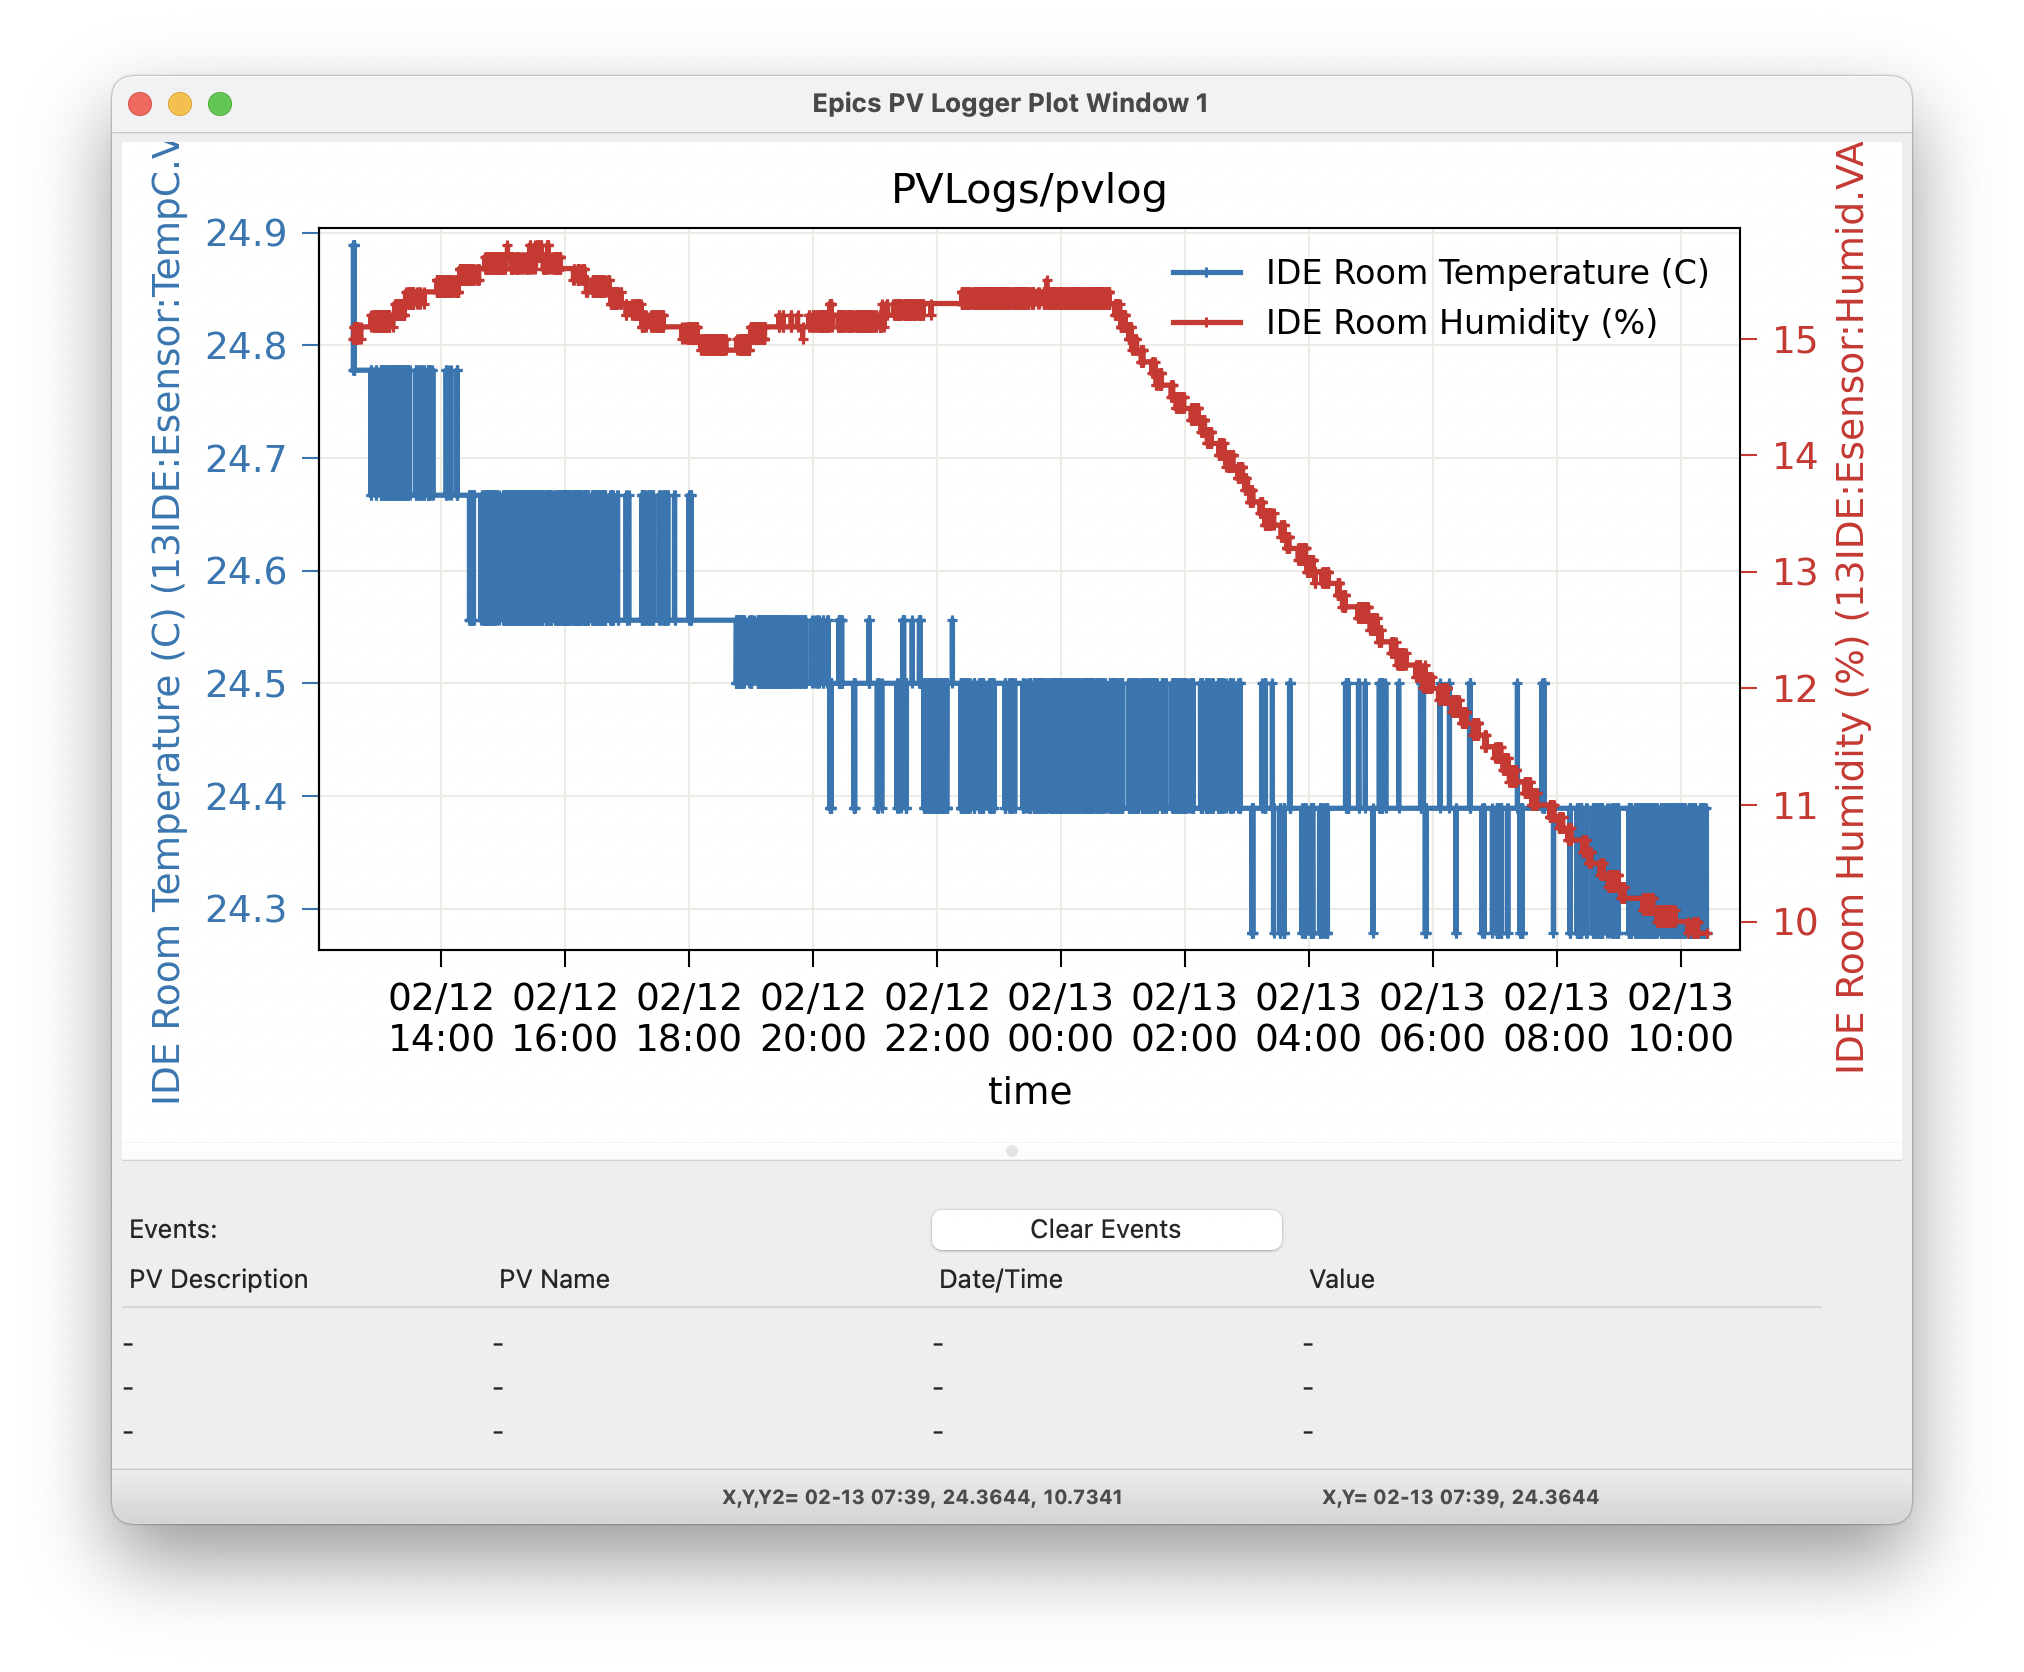 Epics PV Logger Plot Window 1
PVLogs/pvlog
IDE Room Temperature (C) (13IDE:Esensor:TempC.V
24.9
24.8
24.7
24.6
24.5
24.4
24.3
IDE Room Temperature (C)
IDE Room Humidity (%)
15
14
13
12
11
10
IDE Room Humidity (%) (13IDE:Esensor:Humid.VA
02/12 02/12 02/12 02/12 02/12 02/13 02/13 02/13 02/13 02/13 02/13
14:00 16:00 18:00 20:00 22:00 00:00 02:00 04:00 06:00 08:00 10:00
time
Events: Clear Events
PV Description PV Name Date/Time Value
- - - -
- - - -
- - - -
X,Y,Y2= 02-13 07:39, 24.3644, 10.7341 X,Y= 02-13 07:39, 24.3644